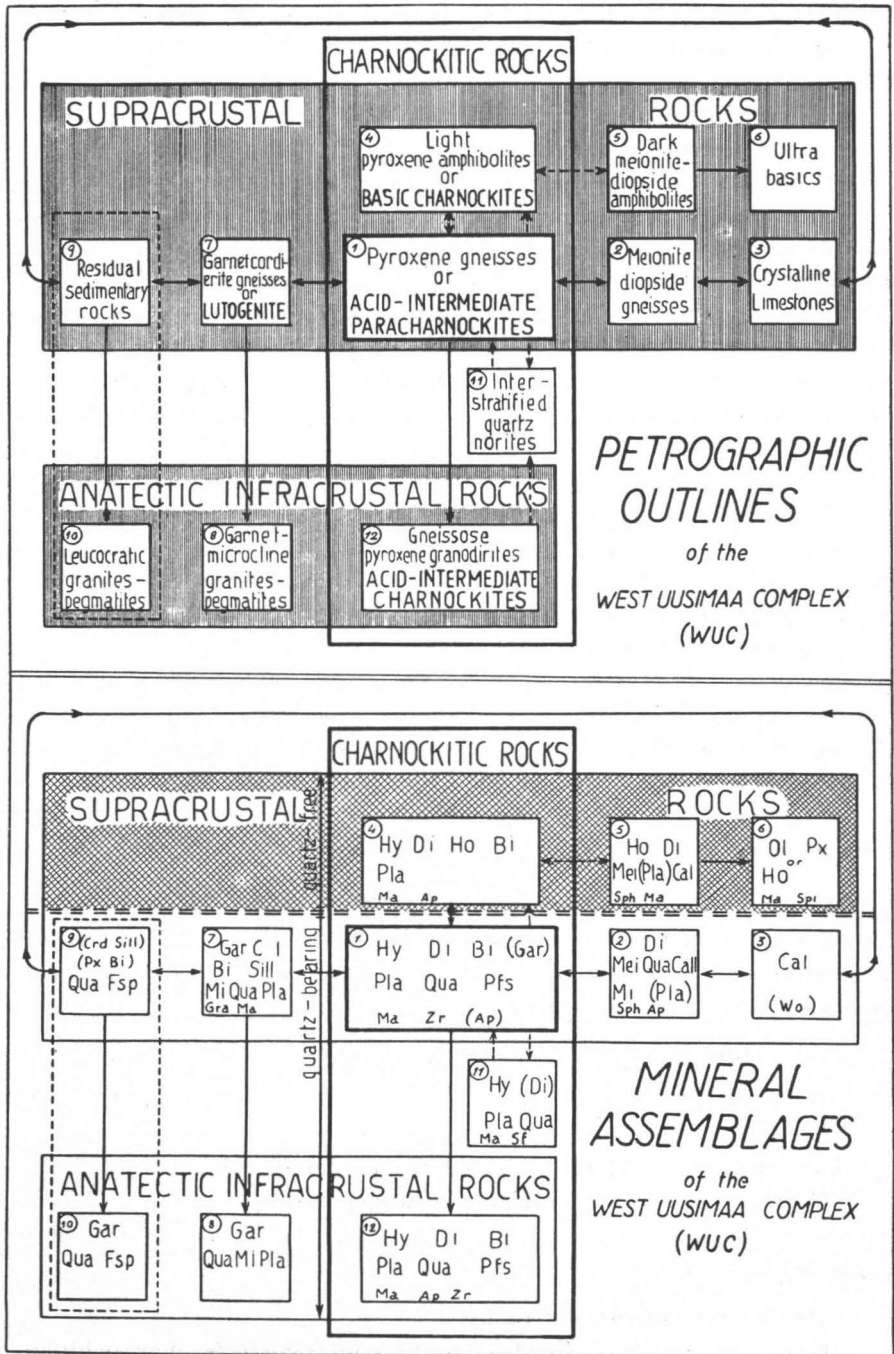 CHARNOCKITIC ROCKS
SUPRACRUSTAL
ROCKS
4 Light
pyroxene amphibolites
or
BASIC CHARNOCKITES
5 Dark
meionite-
diopside
amphibolites
6 Ultra
basics
9 Residual
sedimentary
rocks
7 Garnet cordi-
erite gneisses
or
LUTOGENITE
1 Pyroxene gneisses
or
ACID-INTERMEDIATE
PARACHARNOCKITES
2 Meionite
diopside
gneisses
3 Crystalline
Limestones
11 Inter-
stratified
quartz
norites
ANATECTIC INFRACRUSTAL ROCKS
10 Leucocratic
granites-
pegmatites
8 Garnet-
microcline
granites-
pegmatites
12 Gneissose
pyroxene granodirites
ACID-INTERMEDIATE
CHARNOCKITES
PETROGRAPHIC
OUTLINES
of the
WEST UUSIMAA COMPLEX
(WUC)
CHARNOCKITIC ROCKS
SUPRACRUSTAL
ROCKS
quartz-free
quartz-bearing
4
Hy Di Ho Bi
Pla
Ma Ap
5
Ho Di
Mei(Pla)Cal
Sph Ma
6
Ol Px
or
Ho
Ma Spi
9 (Crd Sill)
(Px Bi)
Qua Fsp
7
Gar C I
Bi Sill
Mi Qua Pla
Gra Ma
1
Hy Di Bi (Gar)
Pla Qua Pfs
Ma Zr (Ap)
2 Di
Mei Qua Call
Mi (Pla)
Sph Ap
3
Cal
(Wo)
11
Hy (Di)
Pla Qua
Ma Sf
ANATECTIC INFRACRUSTAL ROCKS
10 Gar
Qua Fsp
8 Gar
Qua Mi Pla
12
Hy Di Bi
Pla Qua Pfs
Ma Ap Zr
MINERAL
ASSEMBLAGES
of the
WEST UUSIMAA COMPLEX
(WUC)